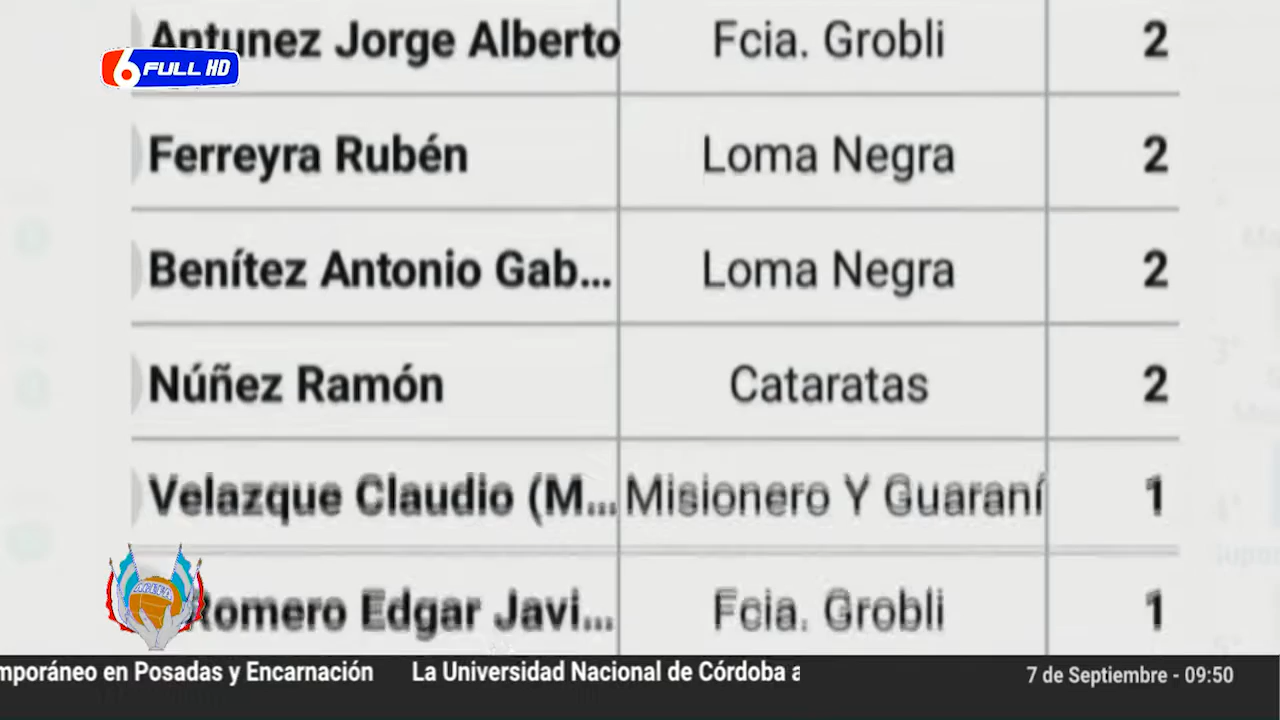 Antunez Jorge Alberto Fcia. Grobli 2
6 FULL HD
Ferreyra Rubén Loma Negra 2
Benítez Antonio Gab... Loma Negra 2
Núñez Ramón Cataratas 2
Velazque Claudio (M... Misionero Y Guaraní 1
Romero Edgar Javi... Fcia. Grobli 1
mporáneo en Posadas y Encarnación La Universidad Nacional de Córdoba a
7 de Septiembre - 09:50